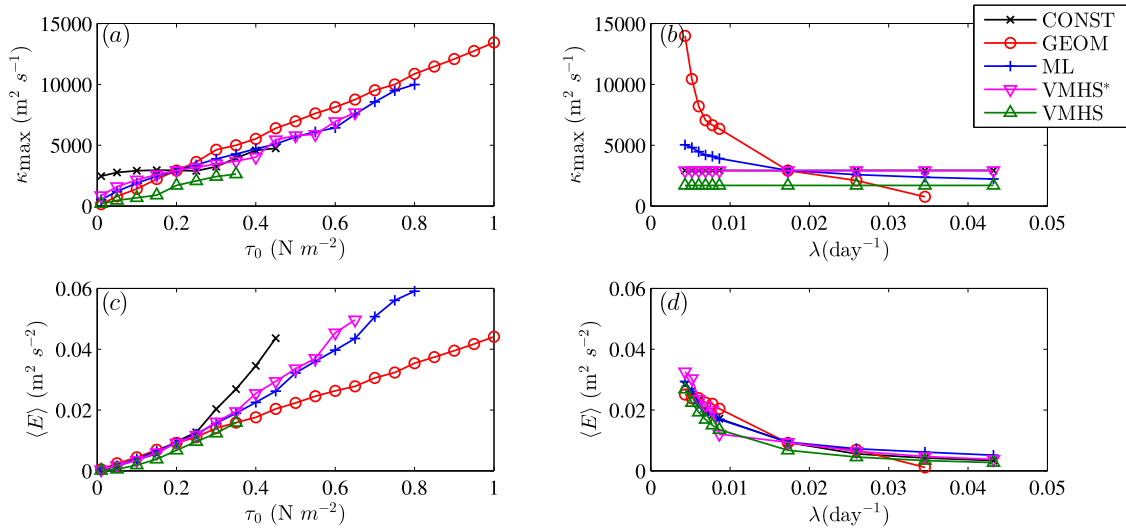 (a)
15000
10000
5000
0
κmax (m² s⁻¹)
0 0.2 0.4 0.6 0.8 1
τ₀ (N m⁻²)
(b)
15000
10000
5000
0
κmax (m² s⁻¹)
0 0.01 0.02 0.03 0.04 0.05
λ(day⁻¹)
CONST
GEOM
ML
VMHS*
VMHS
(c)
0.06
0.04
0.02
0
⟨E⟩ (m² s⁻²)
0 0.2 0.4 0.6 0.8 1
τ₀ (N m⁻²)
(d)
0.06
0.04
0.02
0
⟨E⟩ (m² s⁻²)
0 0.01 0.02 0.03 0.04 0.05
λ(day⁻¹)